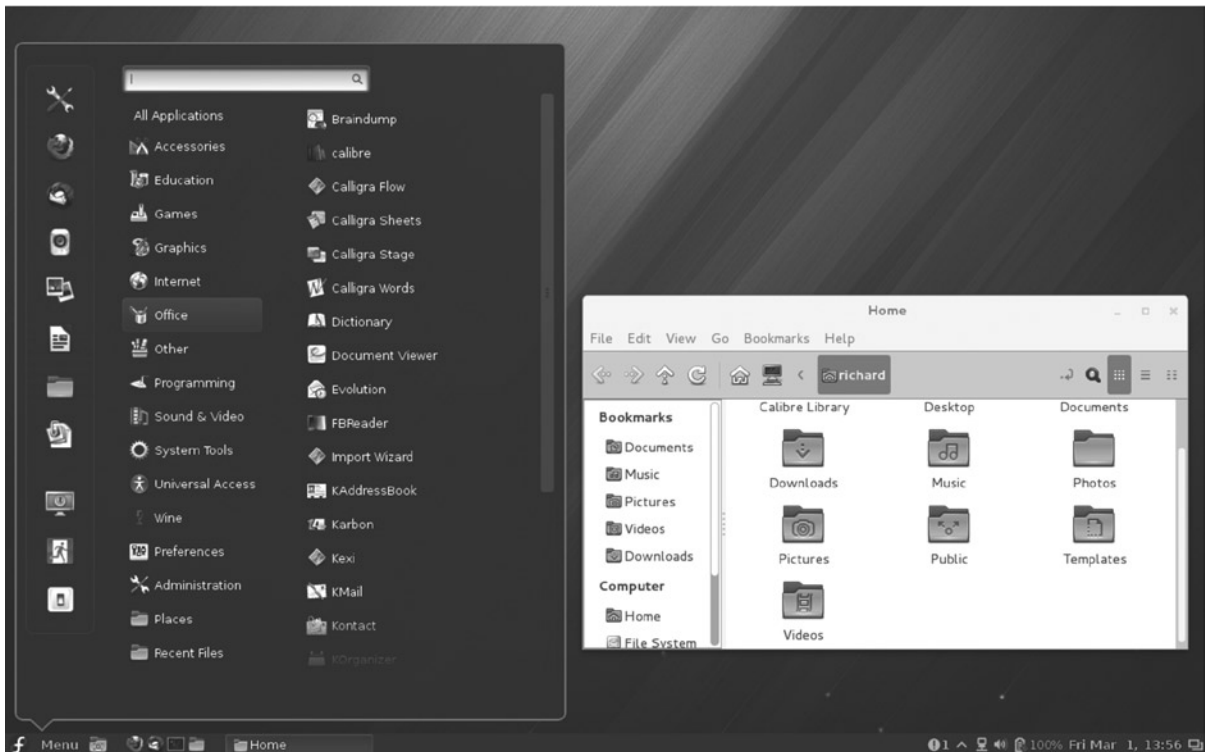 All Applications
Accessories
Education
Games
Graphics
Internet
Office
Other
Programming
Sound & Video
System Tools
Universal Access
Wine
Preferences
Administration
Places
Recent Files
Braindump
calibre
Calligra Flow
Calligra Sheets
Calligra Stage
Calligra Words
Dictionary
Document Viewer
Evolution
FBReader
Import Wizard
KAddressBook
Karbon
Kexi
KMail
Kontact
KOrganizer
Home
File Edit View Go Bookmarks Help
richard
Bookmarks
Documents
Music
Pictures
Videos
Downloads
Computer
Home
File System
Calibre Library Desktop Documents
Downloads Music Photos
Pictures Public Templates
Videos
Menu Home 1 100% Fri Mar 1, 13:56